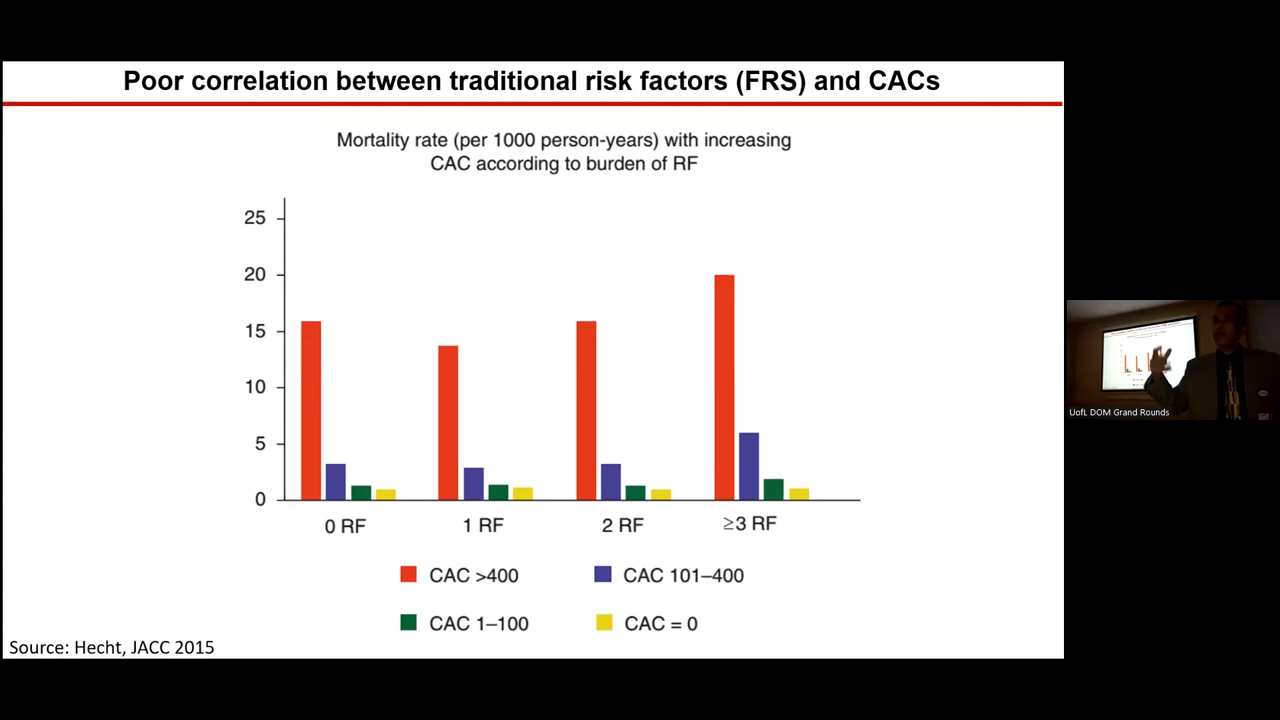 Poor correlation between traditional risk factors (FRS) and CACs
Mortality rate (per 1000 person-years) with increasing
CAC according to burden of RF
25
20
15
10
5
0
0 RF
1 RF
2 RF
≥3 RF
CAC >400
CAC 101–400
CAC 1–100
CAC = 0
Source: Hecht, JACC 2015
UofL DOM Grand Rounds